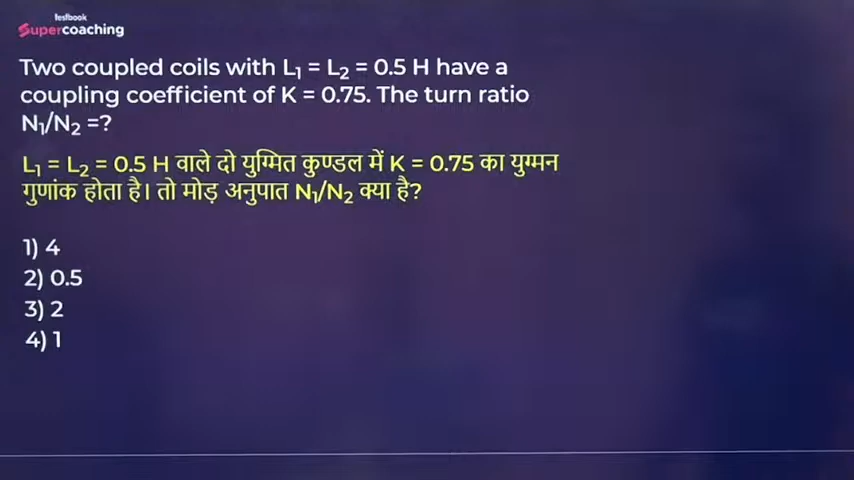 testbook
Supercoaching
Two coupled coils with L₁ = L₂ = 0.5 H have a
coupling coefficient of K = 0.75. The turn ratio
N₁/N₂ =?
L₁ = L₂ = 0.5 H वाले दो युग्मित कुण्डल में K = 0.75 का युग्मन
गुणांक होता है। तो मोड़ अनुपात N₁/N₂ क्या है?
1) 4
2) 0.5
3) 2
4) 1